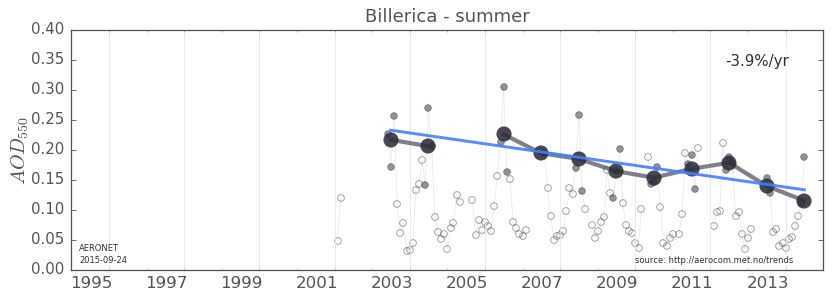 Billerica - summer
0.40
0.35
0.30
0.25
0.20
0.15
0.10
0.05
0.00
AOD550
-3.9%/yr
AERONET
2015-09-24
source: http://aerocom.met.no/trends
1995 1997 1999 2001 2003 2005 2007 2009 2011 2013